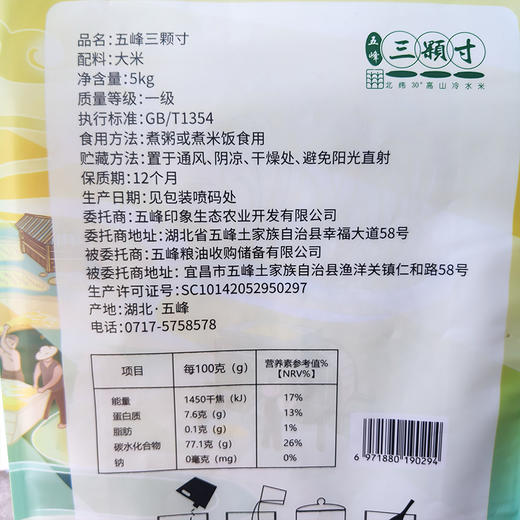 品名：五峰三颗寸
配料：大米
净含量：5kg
质量等级：一级
执行标准：GB/T1354
食用方法：煮粥或煮米饭食用
贮藏方法：置于通风、阴凉、干燥处、避免阳光直射
保质期：12个月
生产日期：见包装喷码处
委托商：五峰印象生态农业开发有限公司
委托商地址：湖北省五峰土家族自治县幸福大道58号
被委托商：五峰粮油收购储备有限公司
被委托商地址：宜昌市五峰土家族自治县渔洋关镇仁和路58号
生产许可证号：SC10142052950297
产地：湖北·五峰
电话：0717-5758578
五峰
三颗寸
北纬30°高山冷水米
项目 每100克（g） 营养素参考值%【NRV%】
能量 1450千焦（kJ） 17%
蛋白质 7.6克（g） 13%
脂肪 0.1克（g） 1%
碳水化合物 77.1克（g） 26%
钠 0毫克（mg） 0%
6 971880 190294